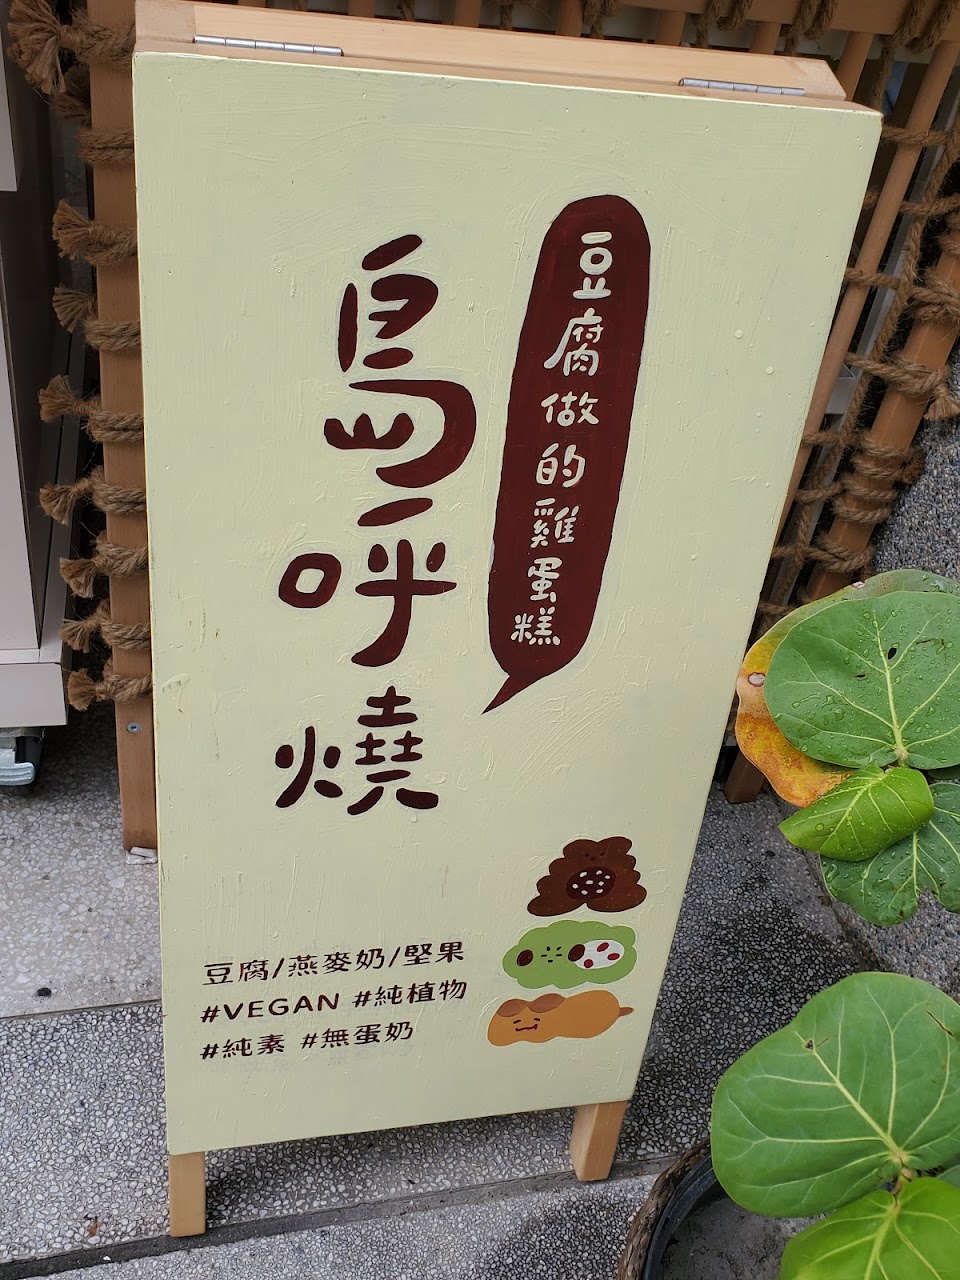 豆腐做的雞蛋糕
島呼燒
豆腐/燕麥奶/堅果
#VEGAN #純植物
#純素 #無蛋奶